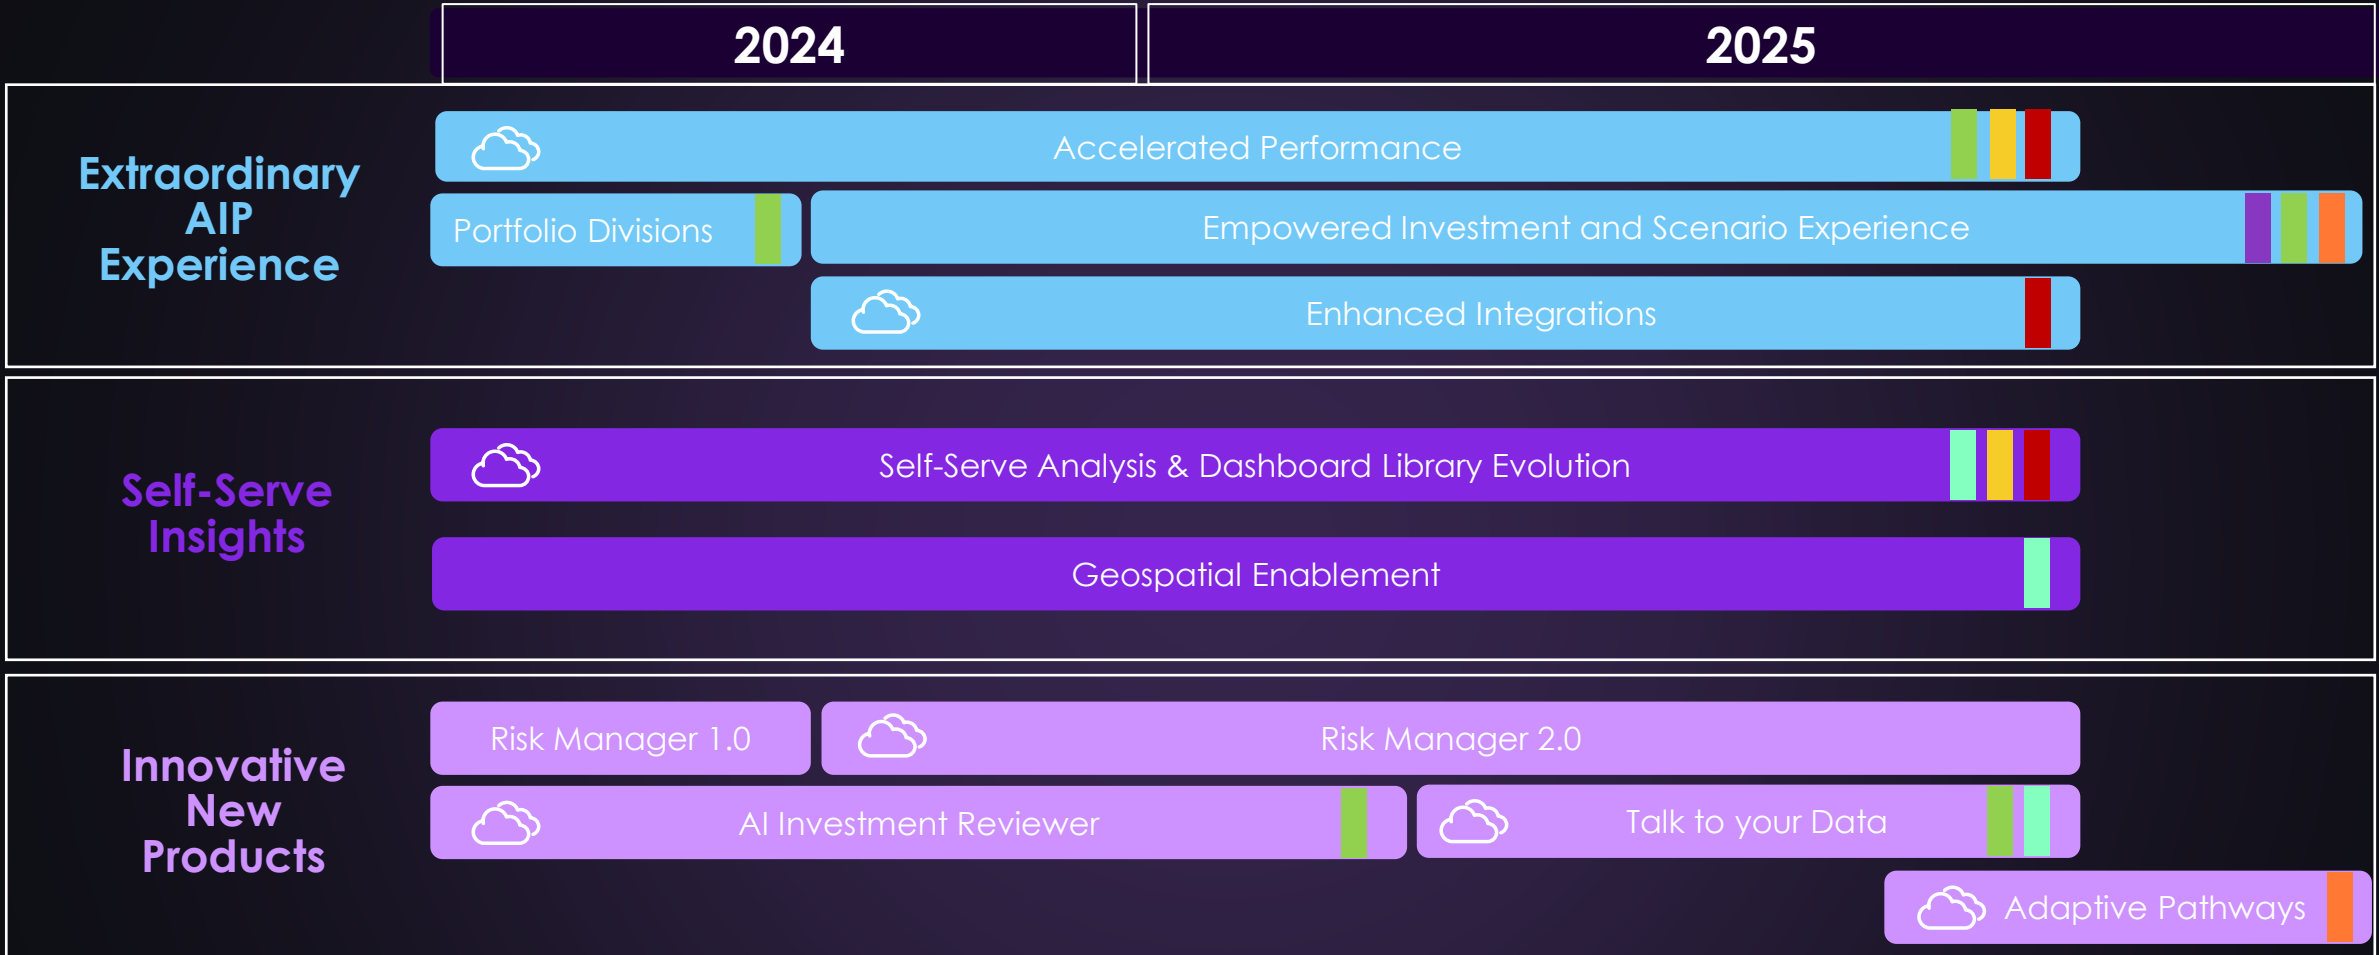 2024
2025
Extraordinary
AIP
Experience
Accelerated Performance
Portfolio Divisions
Empowered Investment and Scenario Experience
Enhanced Integrations
Self-Serve
Insights
Self-Serve Analysis & Dashboard Library Evolution
Geospatial Enablement
Innovative
New
Products
Risk Manager 1.0
Risk Manager 2.0
AI Investment Reviewer
Talk to your Data
Adaptive Pathways